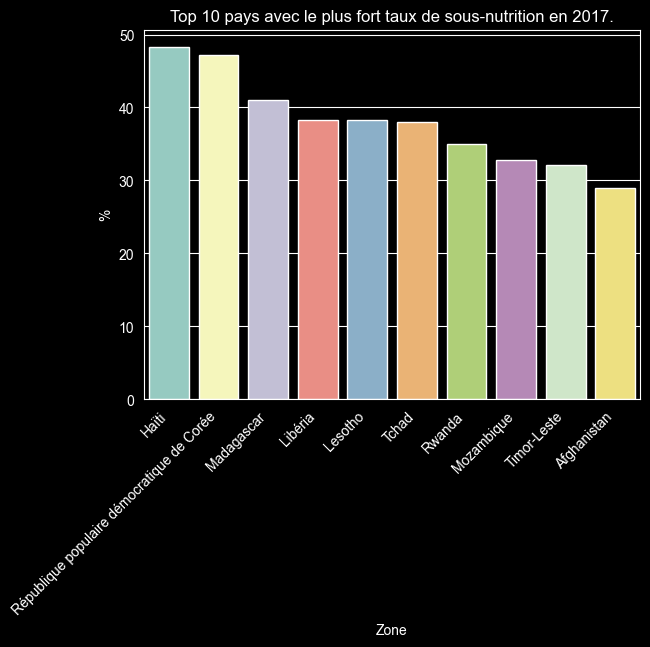 Top 10 pays avec le plus fort taux de sous-nutrition en 2017.
50
40
30
20
10
0
%
Haïti
République populaire démocratique de Corée
Madagascar
Libéria
Lesotho
Tchad
Rwanda
Mozambique
Timor-Leste
Afghanistan
Zone